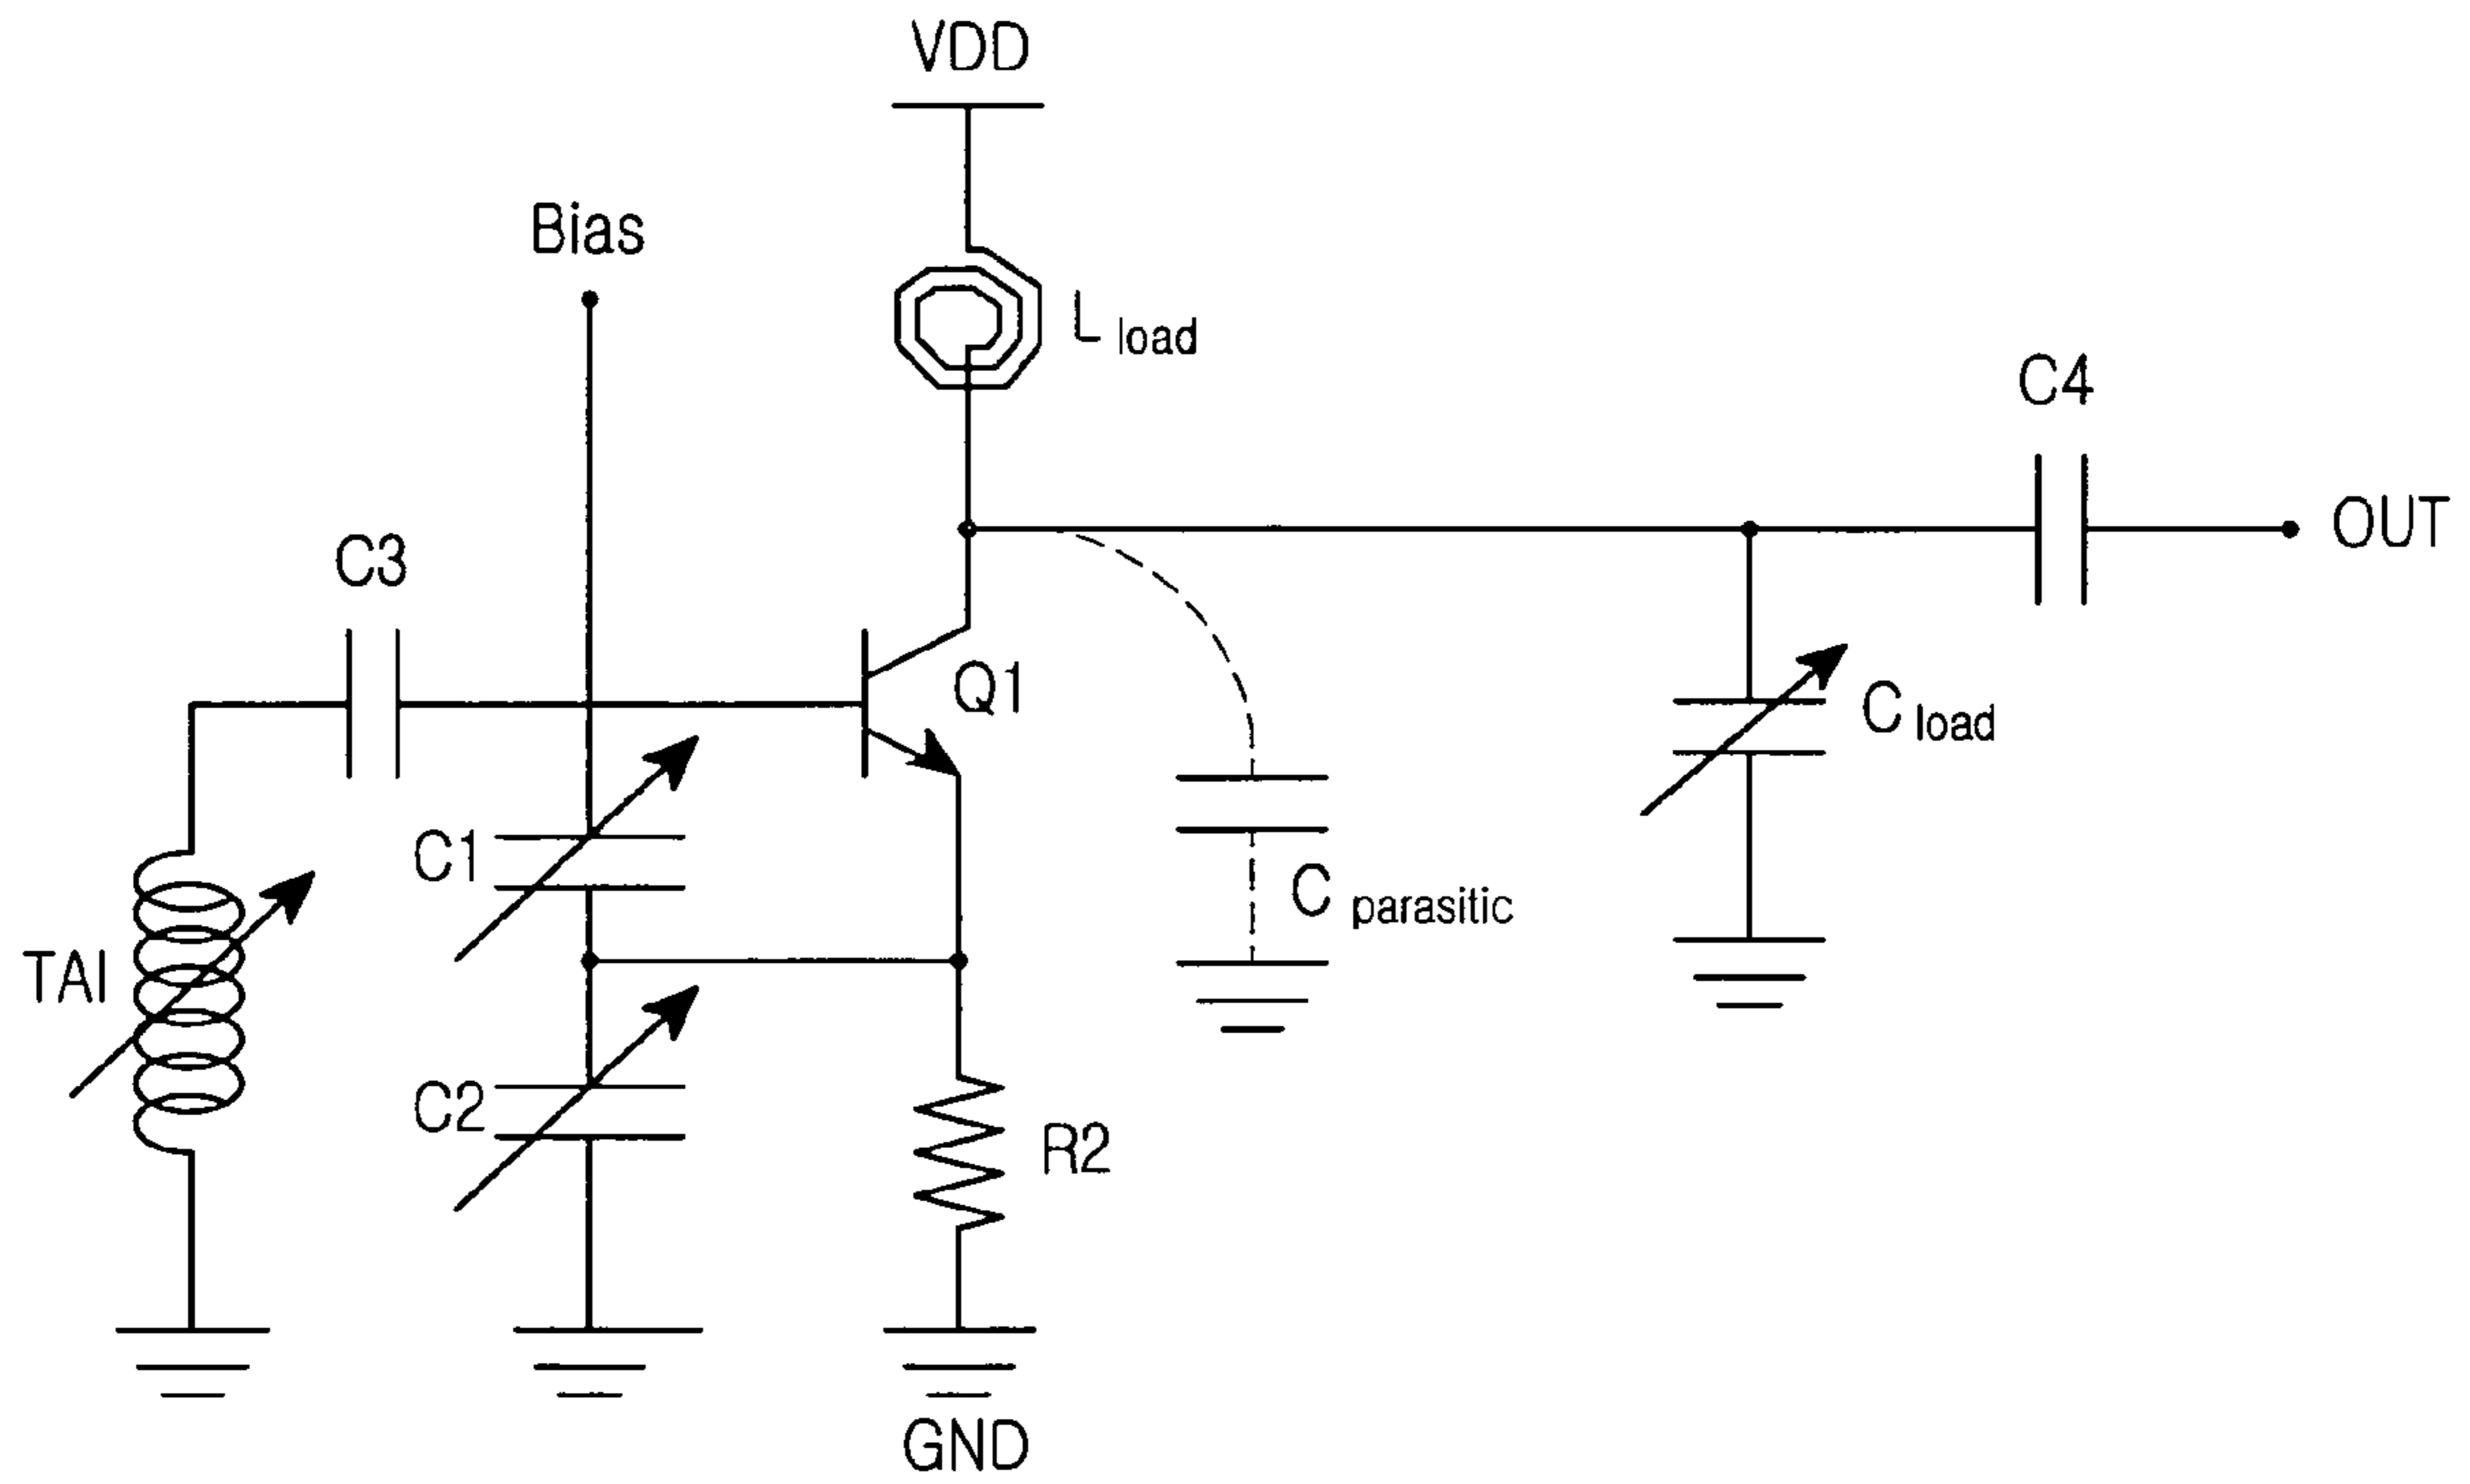 VDD
Bias
L load
C4
OUT
C3
Q1
C load
C1
C parasitic
TAI
C2
R2
GND